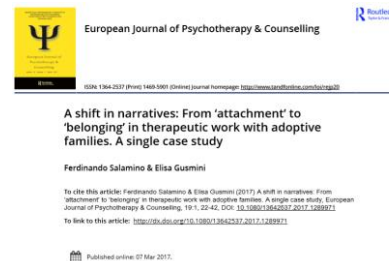 European Journal of Psychotherapy & Counselling
ISSN: 1364-2537 (Print) 1469-5901 (Online) Journal homepage: http://www.tandfonline.com/loi/rejp20
A shift in narratives: From ‘attachment’ to
‘belonging’ in therapeutic work with adoptive
families. A single case study
Ferdinando Salamino & Elisa Gusmini
To cite this article: Ferdinando Salamino & Elisa Gusmini (2017) A shift in narratives: From
‘attachment’ to ‘belonging’ in therapeutic work with adoptive families. A single case study, European
Journal of Psychotherapy & Counselling, 19:1, 22-42, DOI: 10.1080/13642537.2017.1289971
To link to this article: http://dx.doi.org/10.1080/13642537.2017.1289971
Published online: 07 Mar 2017.